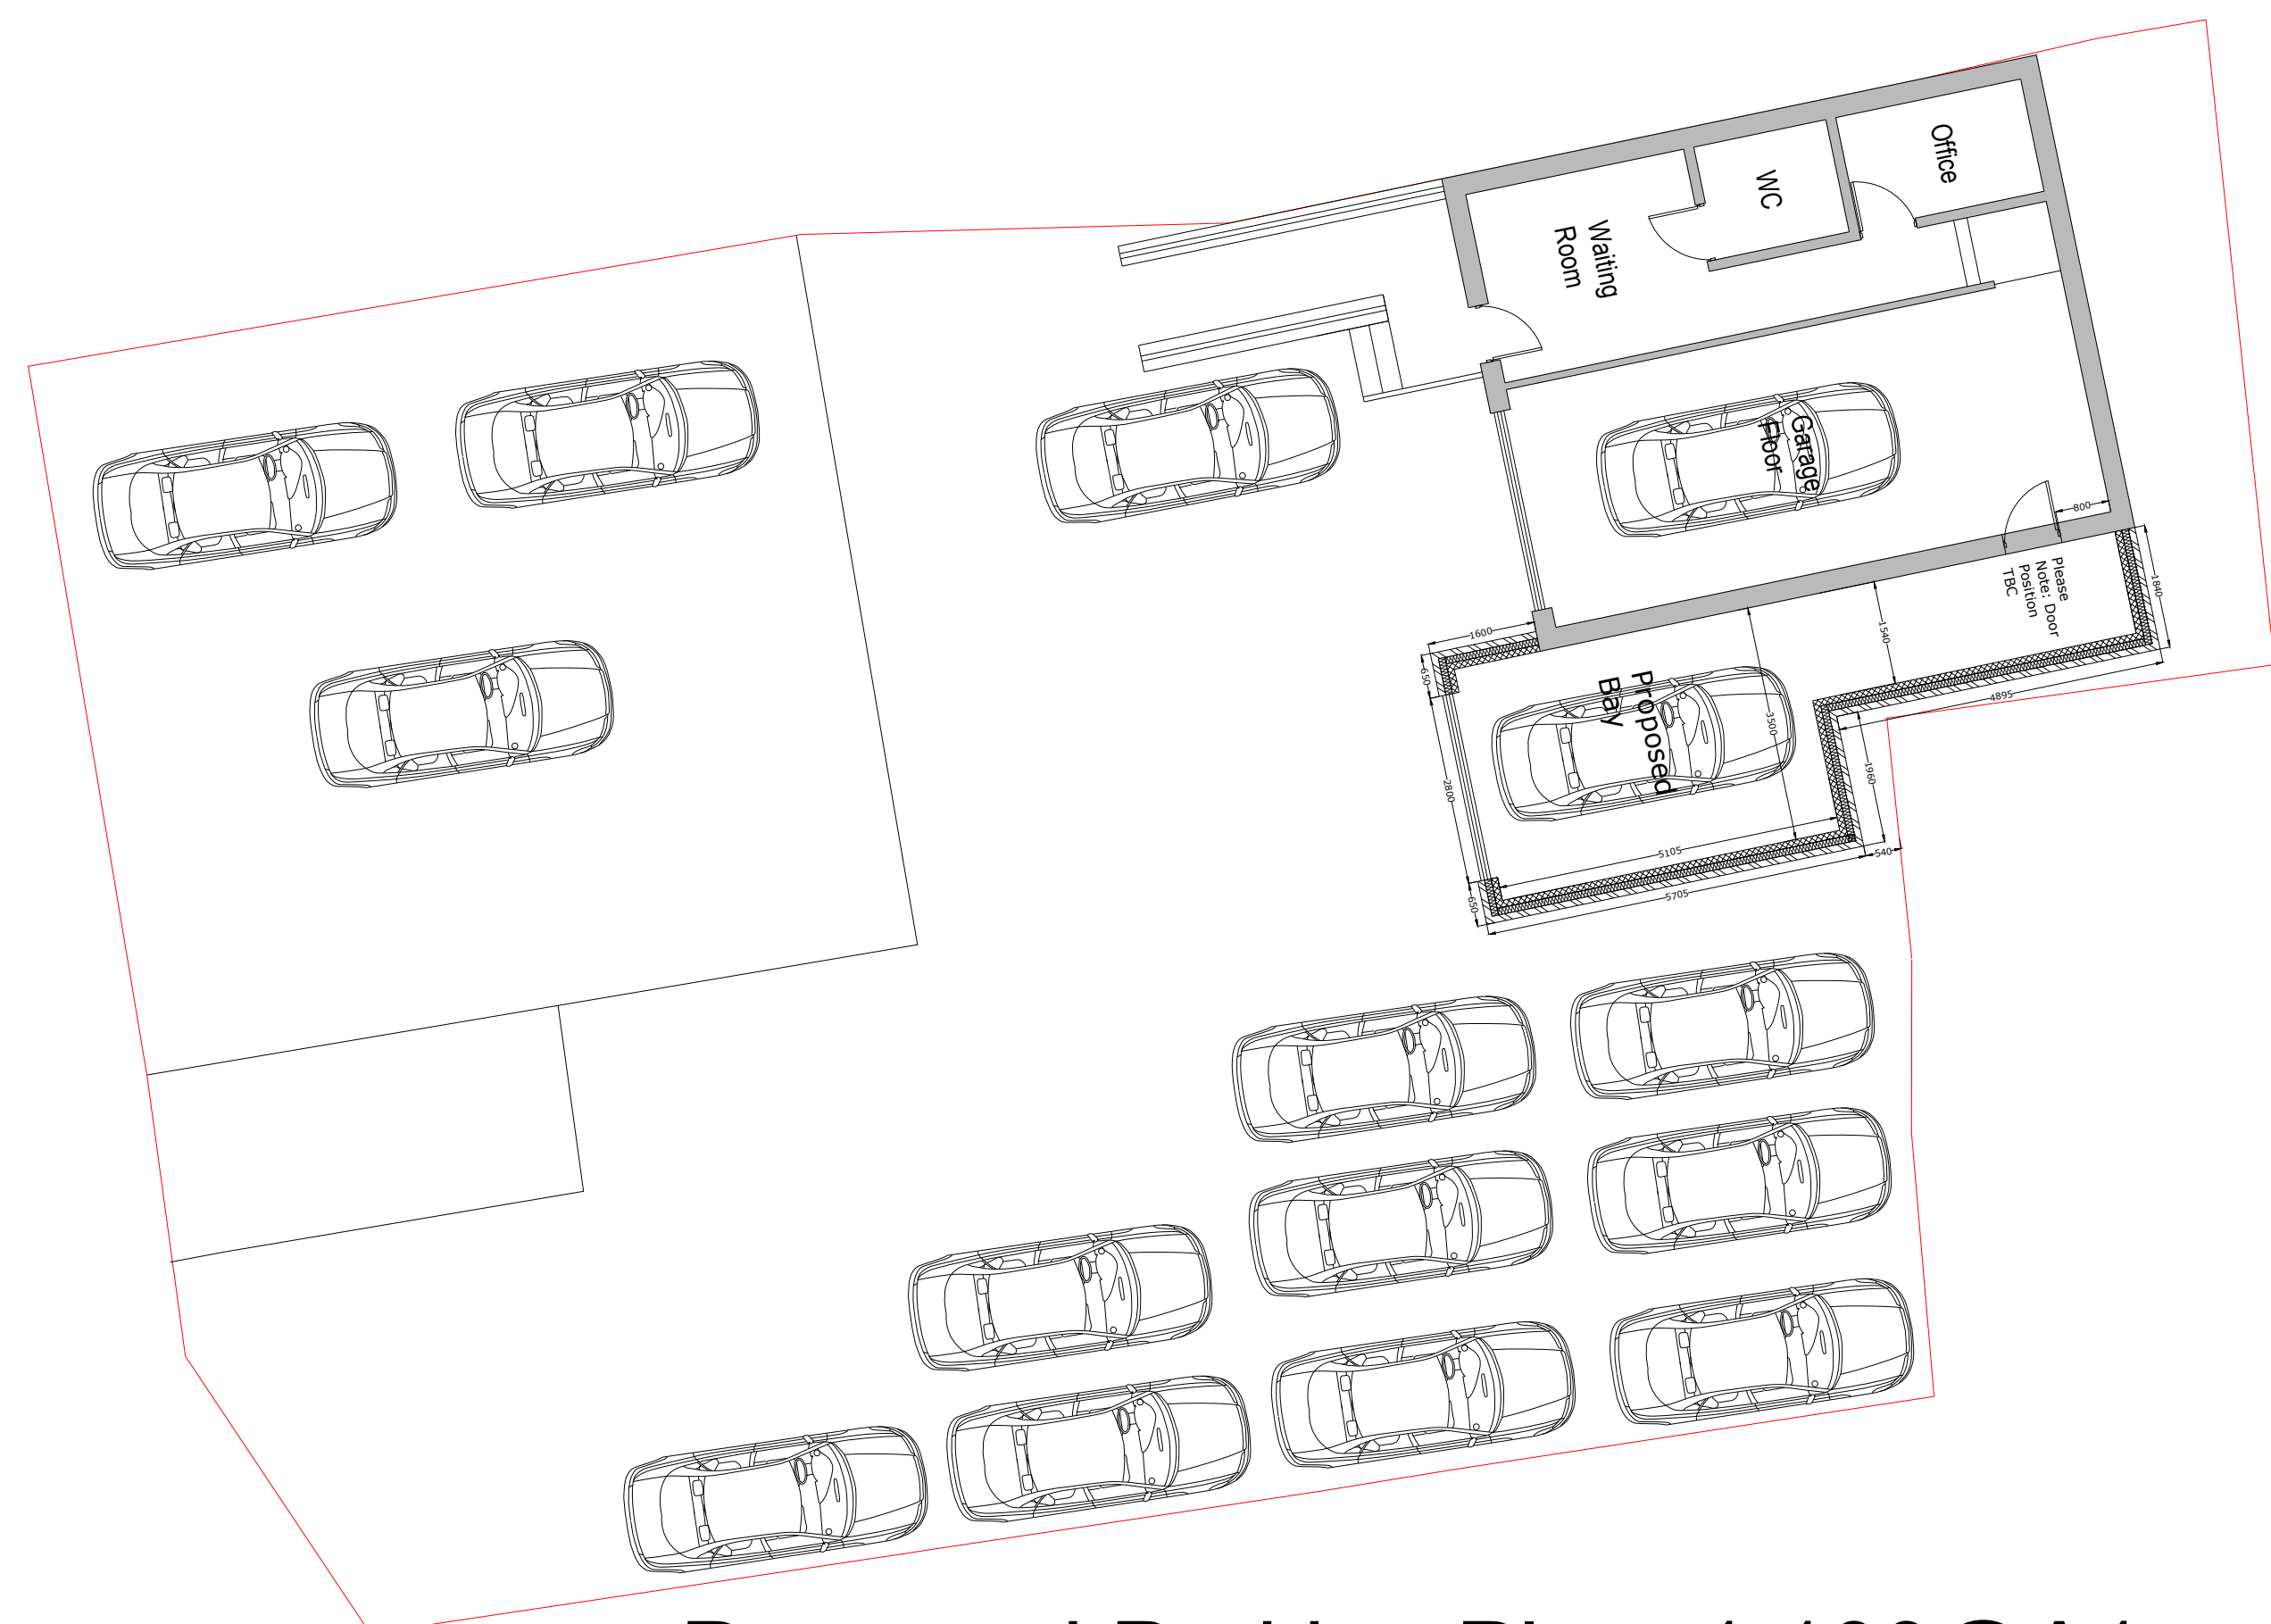 Office
WC
Waiting
Room
Garage
Floor
800
Please
Note: Door
Position
TBC
1840
1600
650
1540
4895
Proposed
Bay
3500
2800
1960
5105
540
5705
650